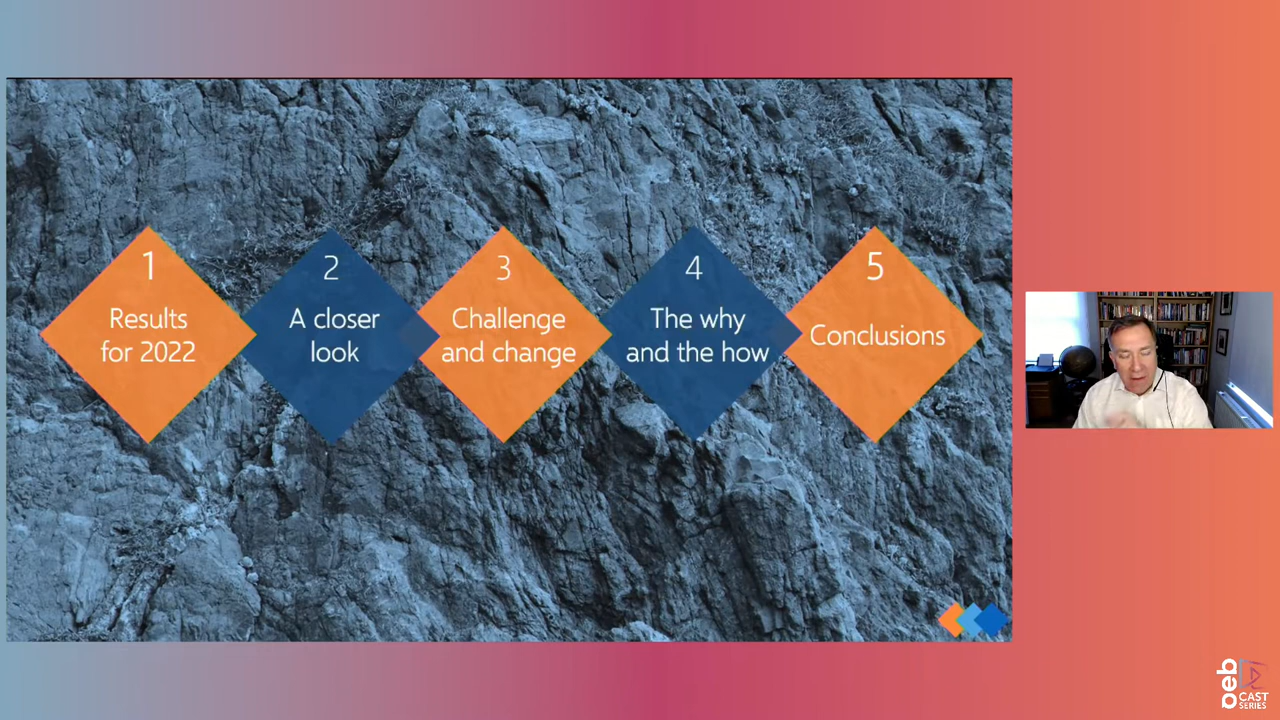 1
Results
for 2022
2
A closer
look
3
Challenge
and change
4
The why
and the how
5
Conclusions
oeb
CAST
SERIES